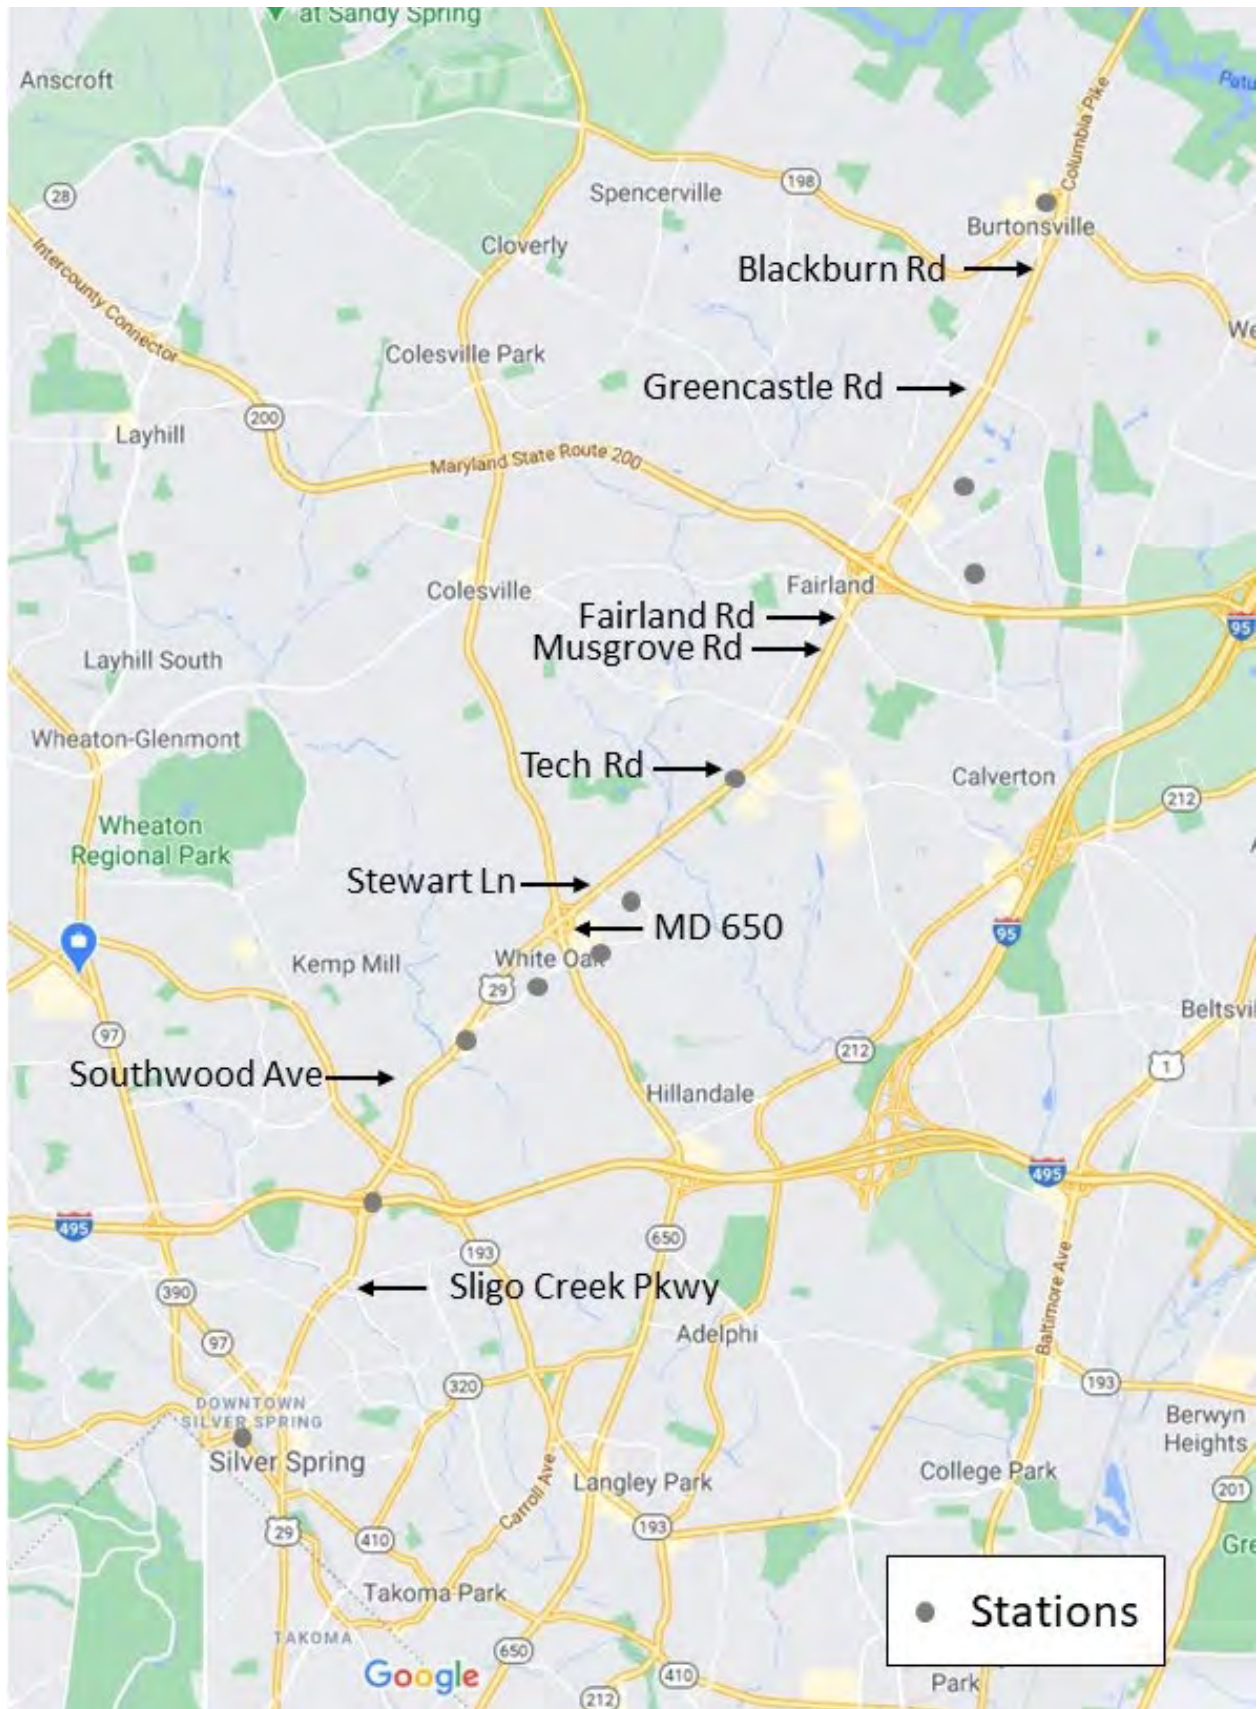 at Sandy Spring
Anscroft
Columbia Pike
28
Spencerville
198
Burtonsville
Cloverly
Intercounty Connector
Blackburn Rd
We
Colesville Park
Greencastle Rd
200
Layhill
Maryland State Route 200
Colesville
Fairland
Fairland Rd
95
Musgrove Rd
Layhill South
Wheaton-Glenmont
Tech Rd
Calverton
212
Wheaton
Regional Park
Stewart Ln
MD 650
95
White Oak
Kemp Mill
29
97
Beltsvil
212
1
Southwood Ave
Hillandale
495
495
650
193
Sligo Creek Pkwy
390
97
Adelphi
Baltimore Ave
320
193
DOWNTOWN
SILVER SPRING
Berwyn
Heights
Silver Spring
Carroll Ave
Langley Park
College Park
201
29
410
193
Gre
Takoma Park
Stations
TAKOMA
650
Google
410
Park
212